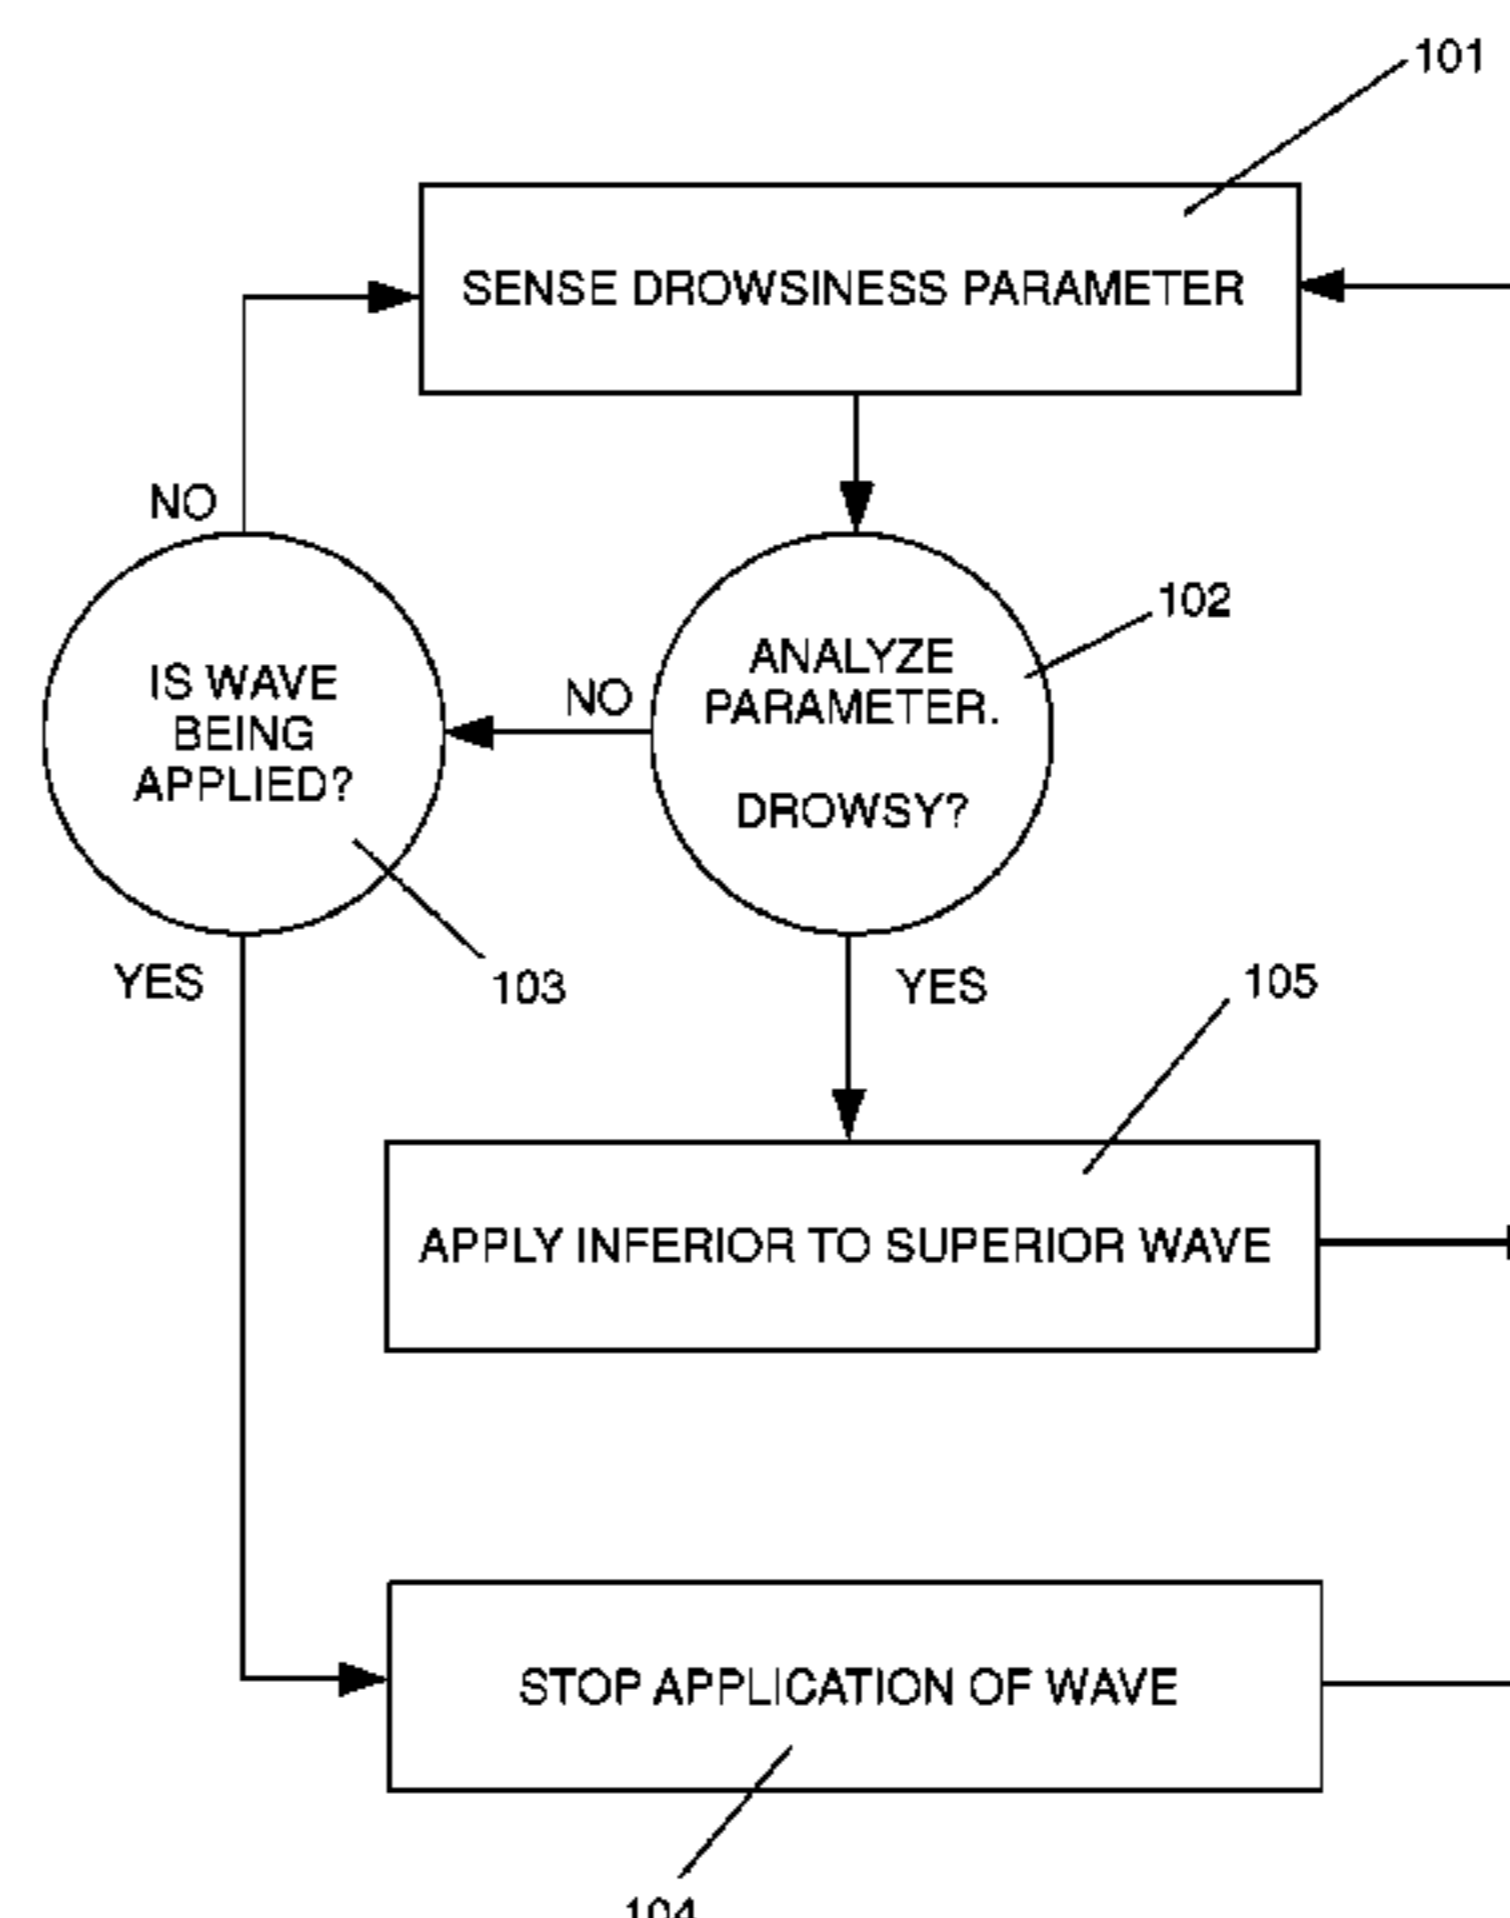 101
SENSE DROWSINESS PARAMETER
NO
102
ANALYZE
PARAMETER.
DROWSY?
NO
IS WAVE
BEING
APPLIED?
YES
103
YES
105
APPLY INFERIOR TO SUPERIOR WAVE
STOP APPLICATION OF WAVE
104